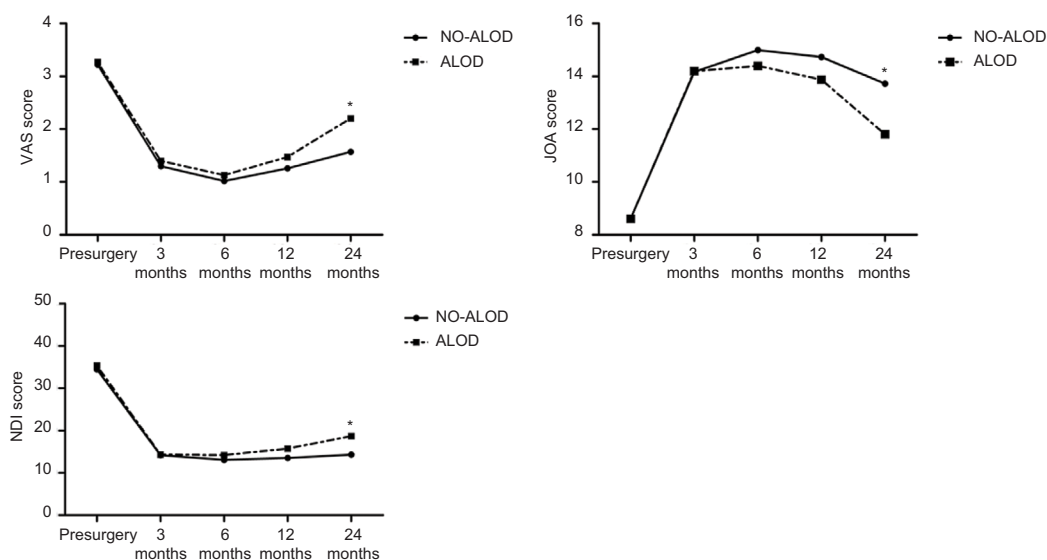 VAS score
4
3
2
1
0
Presurgery
3 months
6 months
12 months
24 months
*
NO-ALOD
ALOD
JOA score
16
14
12
10
8
Presurgery
3 months
6 months
12 months
24 months
*
NO-ALOD
ALOD
NDI score
50
40
30
20
10
0
Presurgery
3 months
6 months
12 months
24 months
*
NO-ALOD
ALOD